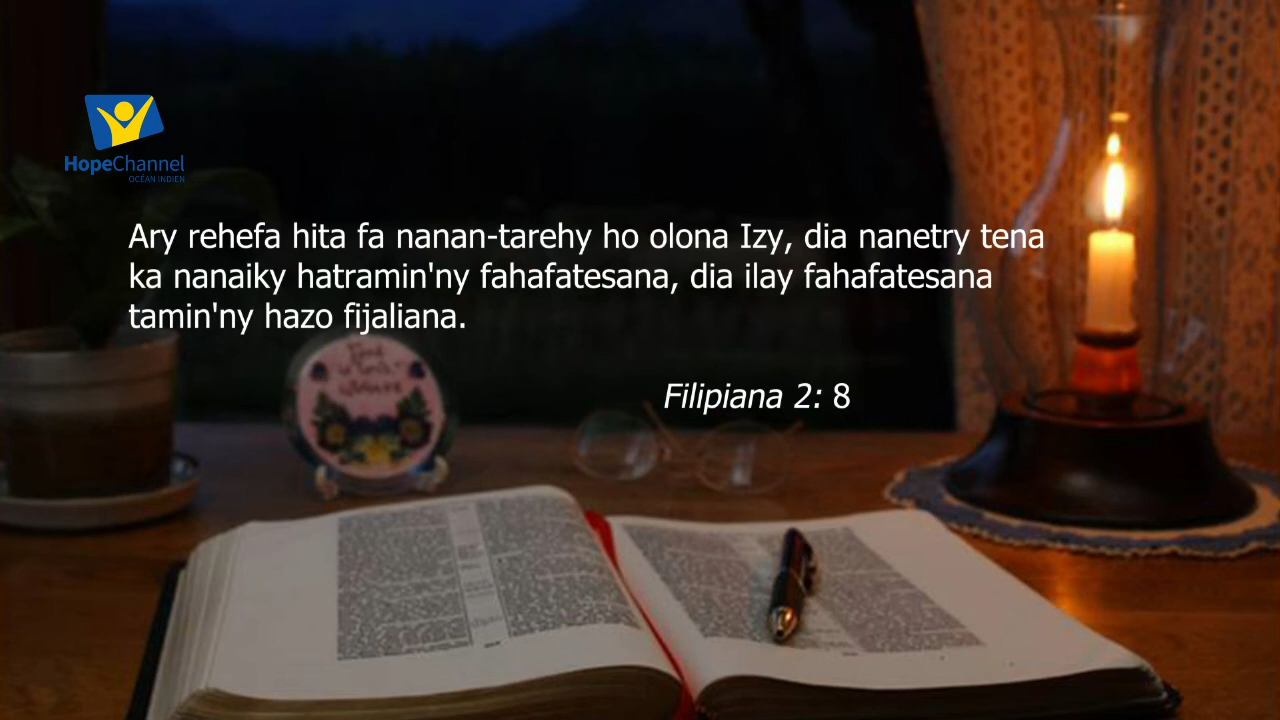 HopeChannel
OCÉAN INDIEN
Ary rehefa hita fa nanan-tarehy ho olona Izy, dia nanetry tena
ka nanaiky hatramin'ny fahafatesana, dia ilay fahafatesana
tamin'ny hazo fijaliana.
Filipiana 2: 8